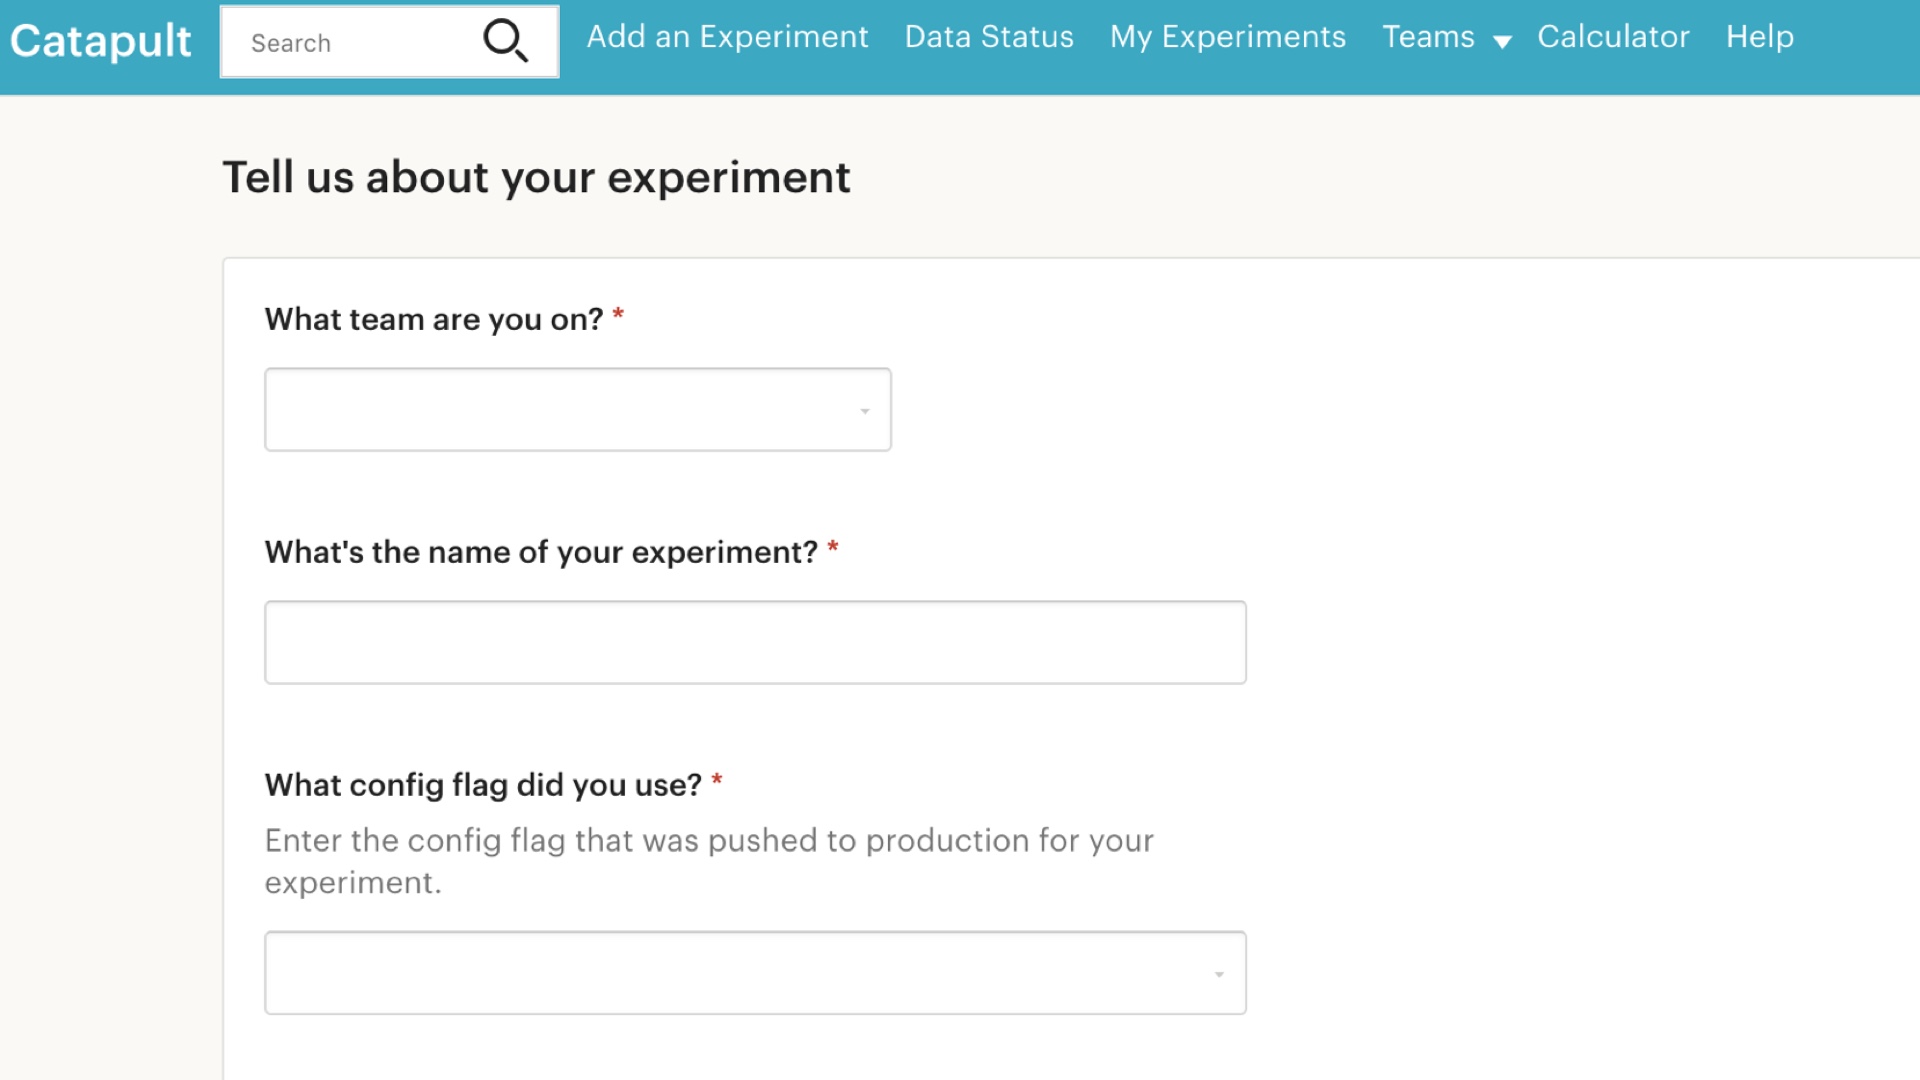 Catapult Search Add an Experiment Data Status My Experiments Teams Calculator Help
Tell us about your experiment
What team are you on? *
What's the name of your experiment? *
What config flag did you use? *
Enter the config flag that was pushed to production for your
experiment.